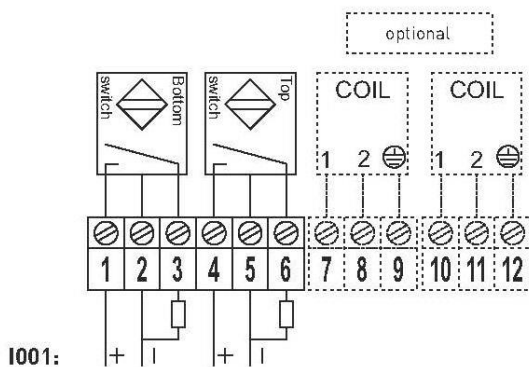 optional
Bottom switch
Top switch
COIL
COIL
1 2
1 2
1 2 3 4 5 6 7 8 9 10 11 12
I001: + – + –